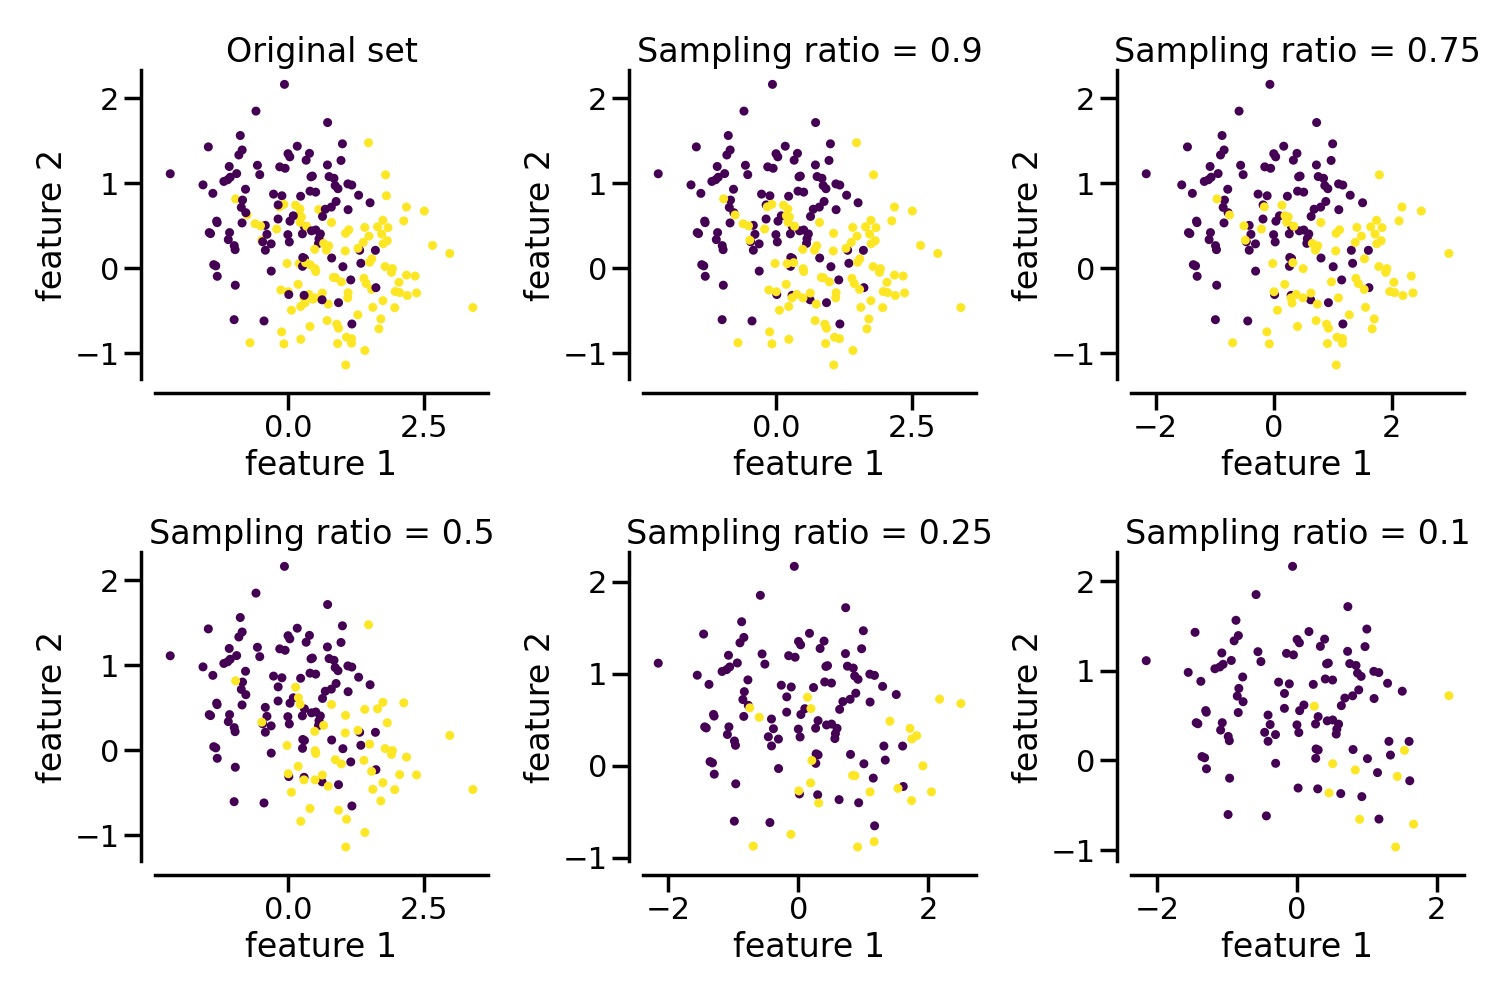 Original set
Sampling ratio = 0.9
Sampling ratio = 0.75
feature 2
2
1
0
−1
0.0
2.5
feature 1
feature 2
2
1
0
−1
0.0
2.5
feature 1
feature 2
2
1
0
−1
−2
0
2
feature 1
Sampling ratio = 0.5
Sampling ratio = 0.25
Sampling ratio = 0.1
feature 2
2
1
0
−1
0.0
2.5
feature 1
feature 2
2
1
0
−1
−2
0
2
feature 1
feature 2
2
1
0
−1
−2
0
2
feature 1